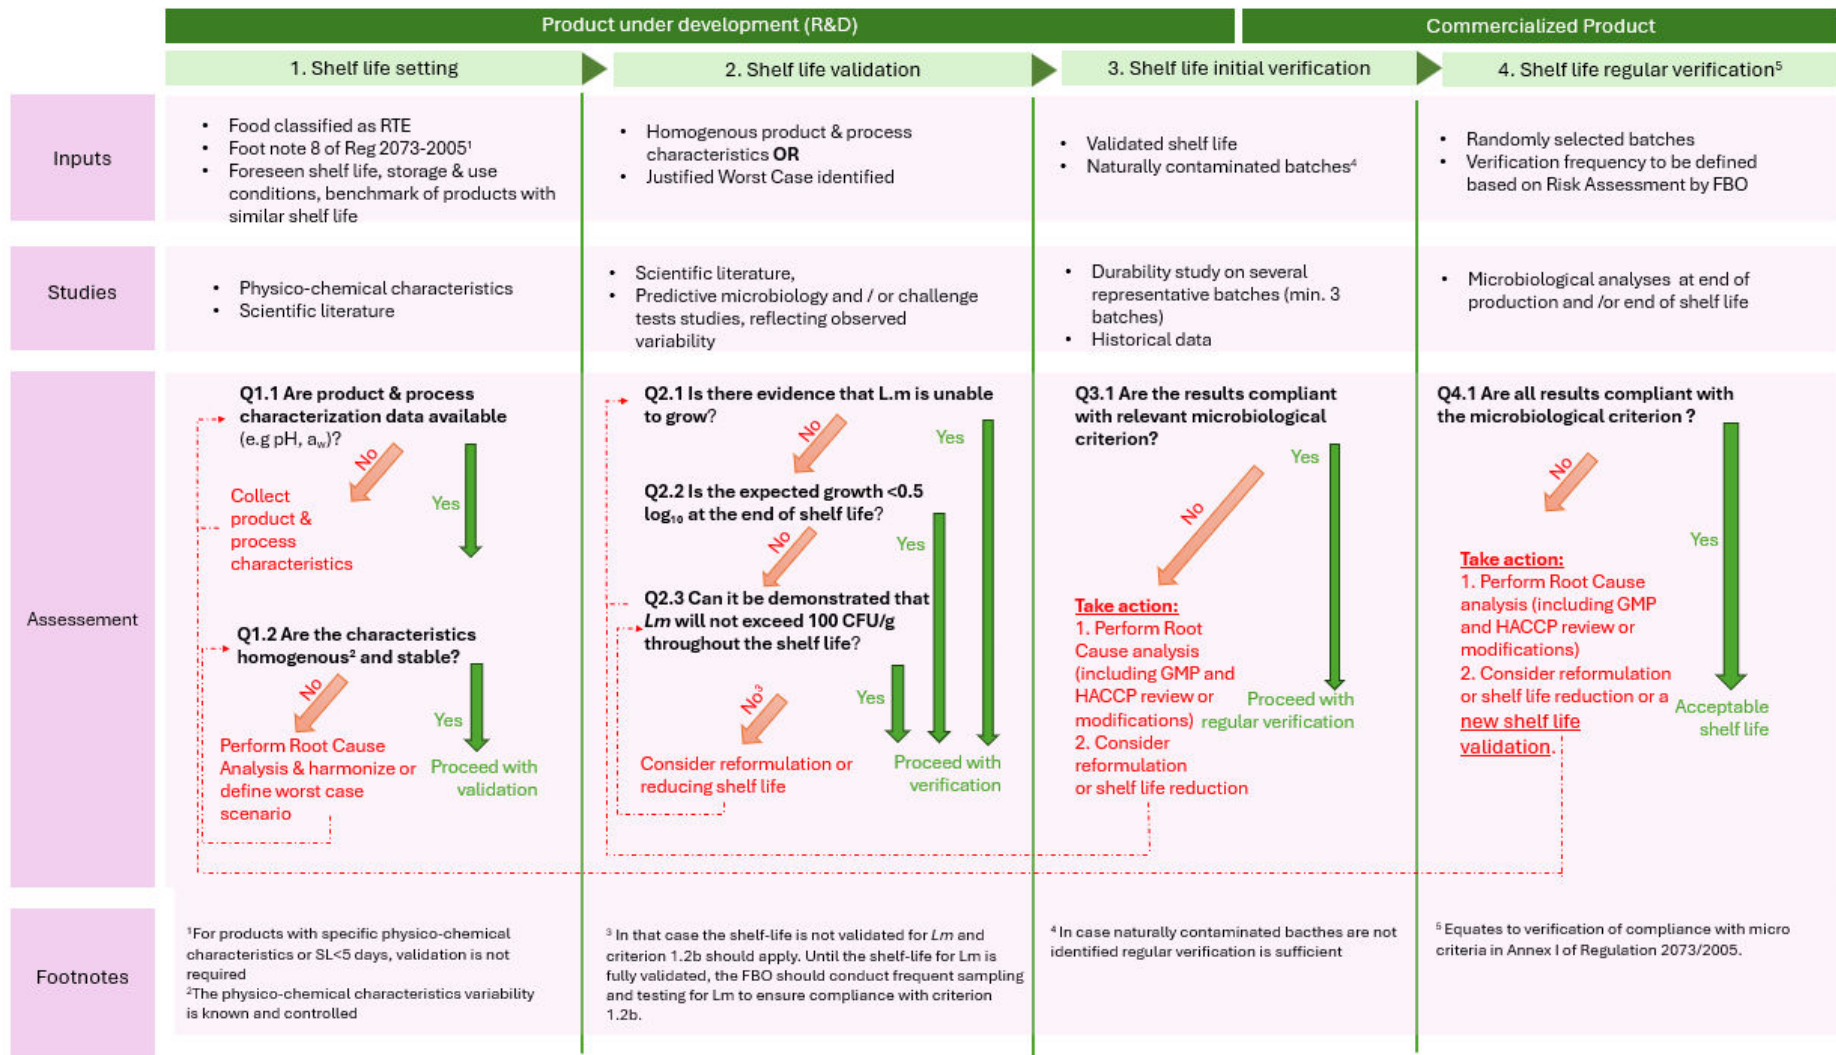 Product under development (R&D)
Commercialized Product
1. Shelf life setting
2. Shelf life validation
3. Shelf life initial verification
4. Shelf life regular verification⁵
Inputs
• Food classified as RTE
• Foot note 8 of Reg 2073-2005¹
• Foreseen shelf life, storage & use
conditions, benchmark of products with
similar shelf life
• Homogenous product & process
characteristics OR
• Justified Worst Case identified
• Validated shelf life
• Naturally contaminated batches⁴
• Randomly selected batches
• Verification frequency to be defined
based on Risk Assessment by FBO
Studies
• Physico-chemical characteristics
• Scientific literature
• Scientific literature,
• Predictive microbiology and / or challenge
tests studies, reflecting observed
variability
• Durability study on several
representative batches (min. 3
batches)
• Historical data
• Microbiological analyses at end of
production and /or end of shelf life
Assessement
Q1.1 Are product & process
characterization data available
(e.g pH, aw)?
No
Yes
Collect
product &
process
characteristics
Q1.2 Are the characteristics
homogenous² and stable?
No
Yes
Perform Root Cause
Analysis & harmonize or
define worst case
scenario
Proceed with
validation
Q2.1 Is there evidence that L.m is unable
to grow?
No
Yes
Q2.2 Is the expected growth <0.5
log₁₀ at the end of shelf life?
No
Yes
Q2.3 Can it be demonstrated that
Lm will not exceed 100 CFU/g
throughout the shelf life?
No³
Yes
Consider reformulation or
reducing shelf life
Proceed with
verification
Q3.1 Are the results compliant
with relevant microbiological
criterion?
No
Yes
Take action:
1. Perform Root
Cause analysis
(including GMP and
HACCP review or
modifications)
2. Consider
reformulation
or shelf life reduction
Proceed with
regular verification
Q4.1 Are all results compliant with
the microbiological criterion ?
No
Yes
Take action:
1. Perform Root Cause
analysis (including GMP
and HACCP review or
modifications)
2. Consider reformulation
or shelf life reduction or a
new shelf life
validation.
Acceptable
shelf life
Footnotes
¹For products with specific physico-chemical
characteristics or SL<5 days, validation is not
required
²The physico-chemical characteristics variability
is known and controlled
³ In that case the shelf-life is not validated for Lm and
criterion 1.2b should apply. Until the shelf-life for Lm is
fully validated, the FBO should conduct frequent sampling
and testing for Lm to ensure compliance with criterion
1.2b.
⁴ In case naturally contaminated bacthes are not
identified regular verification is sufficient
⁵ Equates to verification of compliance with micro
criteria in Annex I of Regulation 2073/2005.